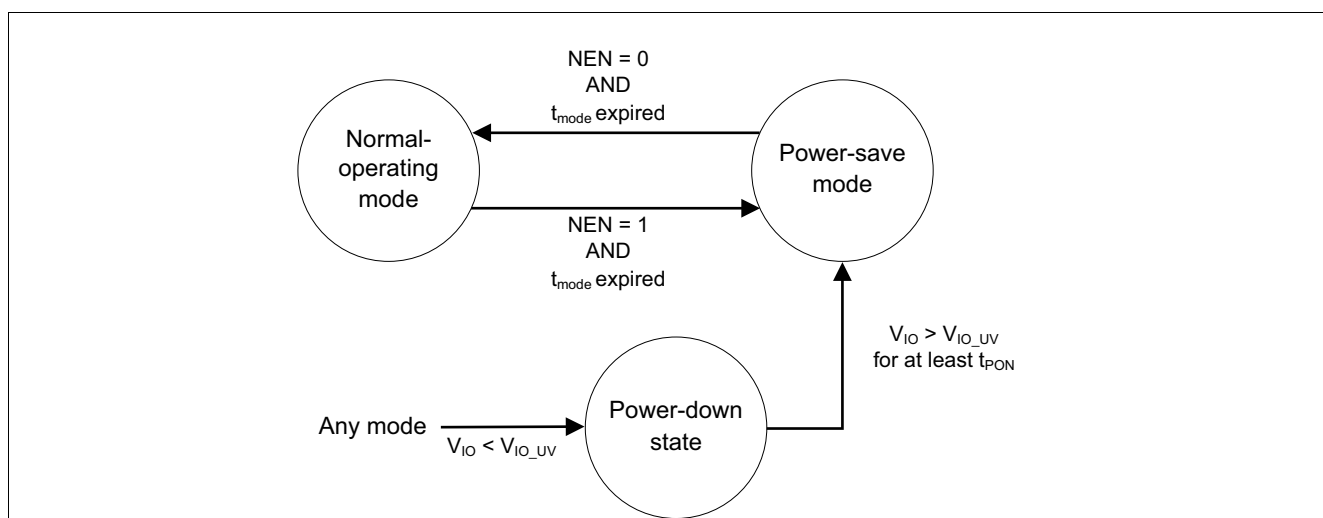 NEN = 0
AND
tmode expired
Normal-
operating
mode
Power-save
mode
NEN = 1
AND
tmode expired
VIO > VIO_UV
for at least tPON
Power-down
state
Any mode
VIO < VIO_UV